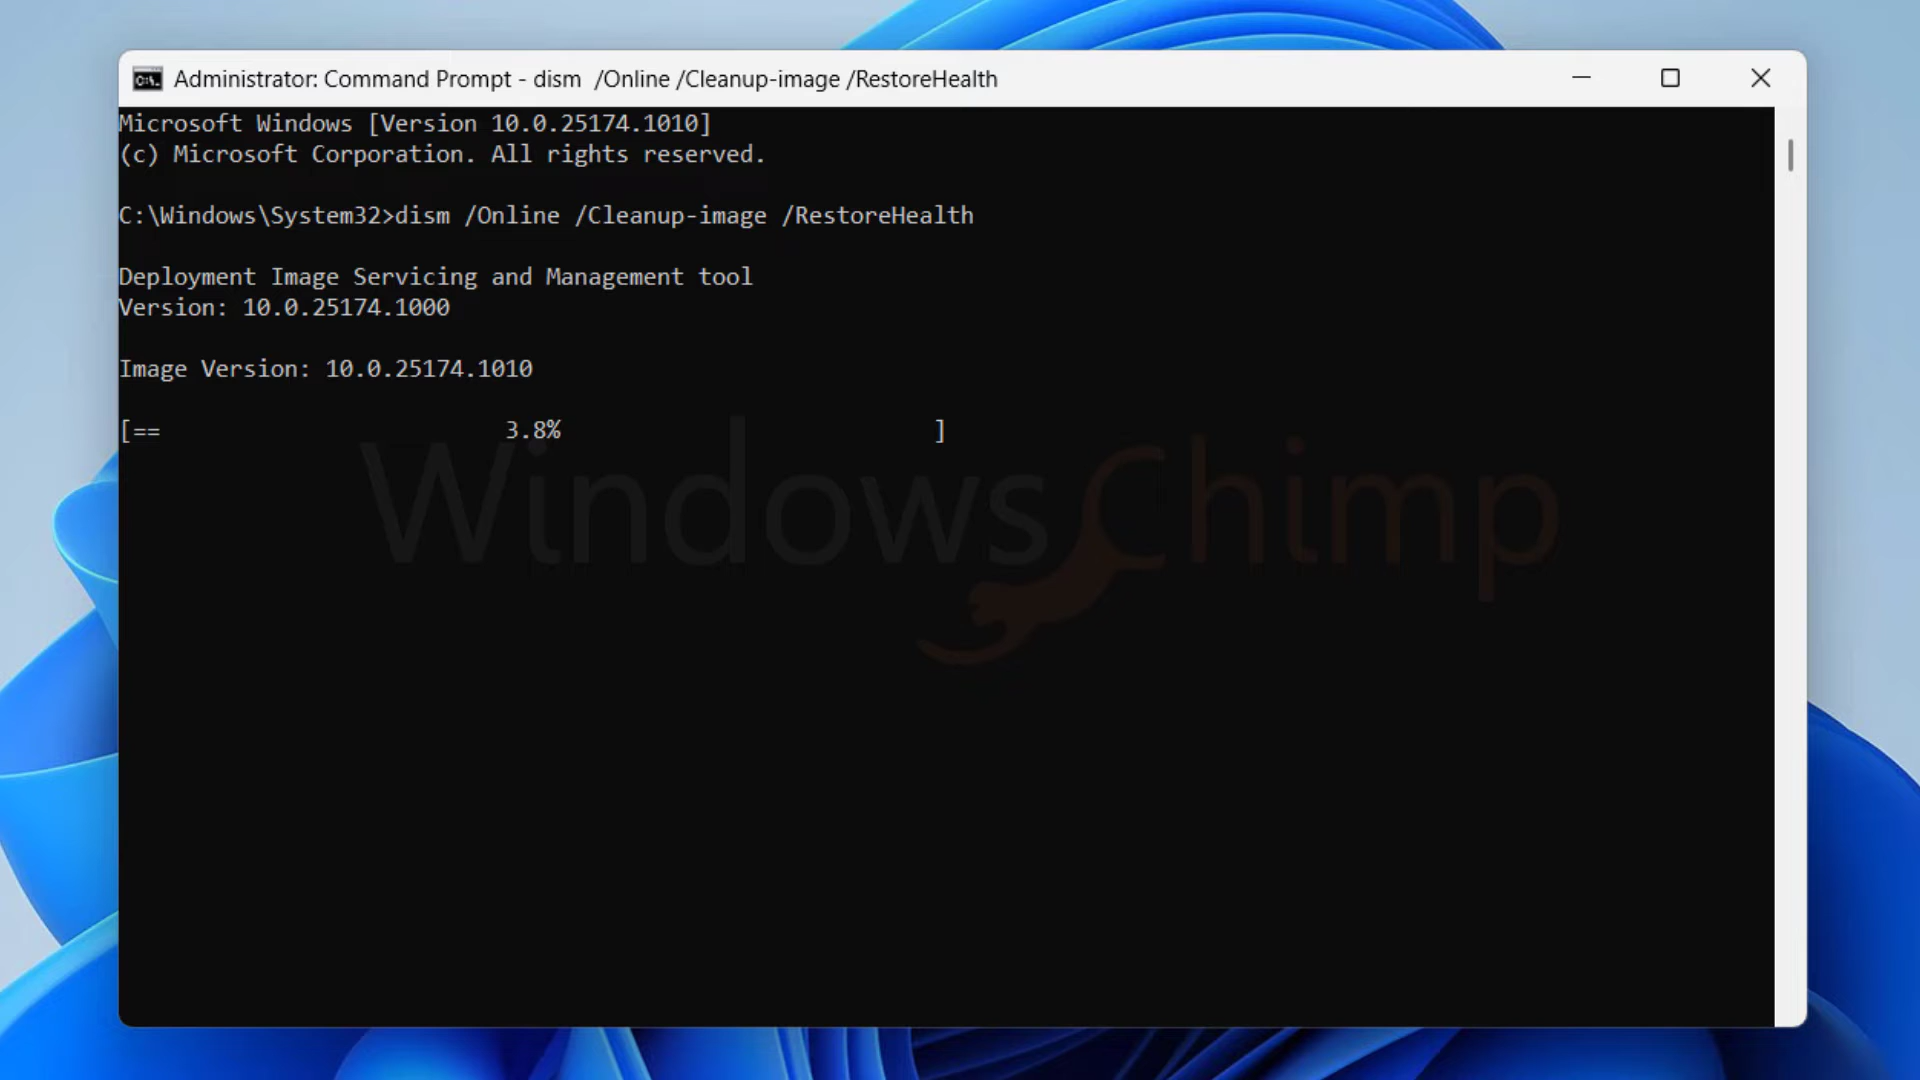 Administrator: Command Prompt - dism  /Online /Cleanup-image /RestoreHealth
Microsoft Windows [Version 10.0.25174.1010]
(c) Microsoft Corporation. All rights reserved.
C:\Windows\System32>dism /Online /Cleanup-image /RestoreHealth
Deployment Image Servicing and Management tool
Version: 10.0.25174.1000
Image Version: 10.0.25174.1010
[==                         3.8%                           ]
WindowsChimp